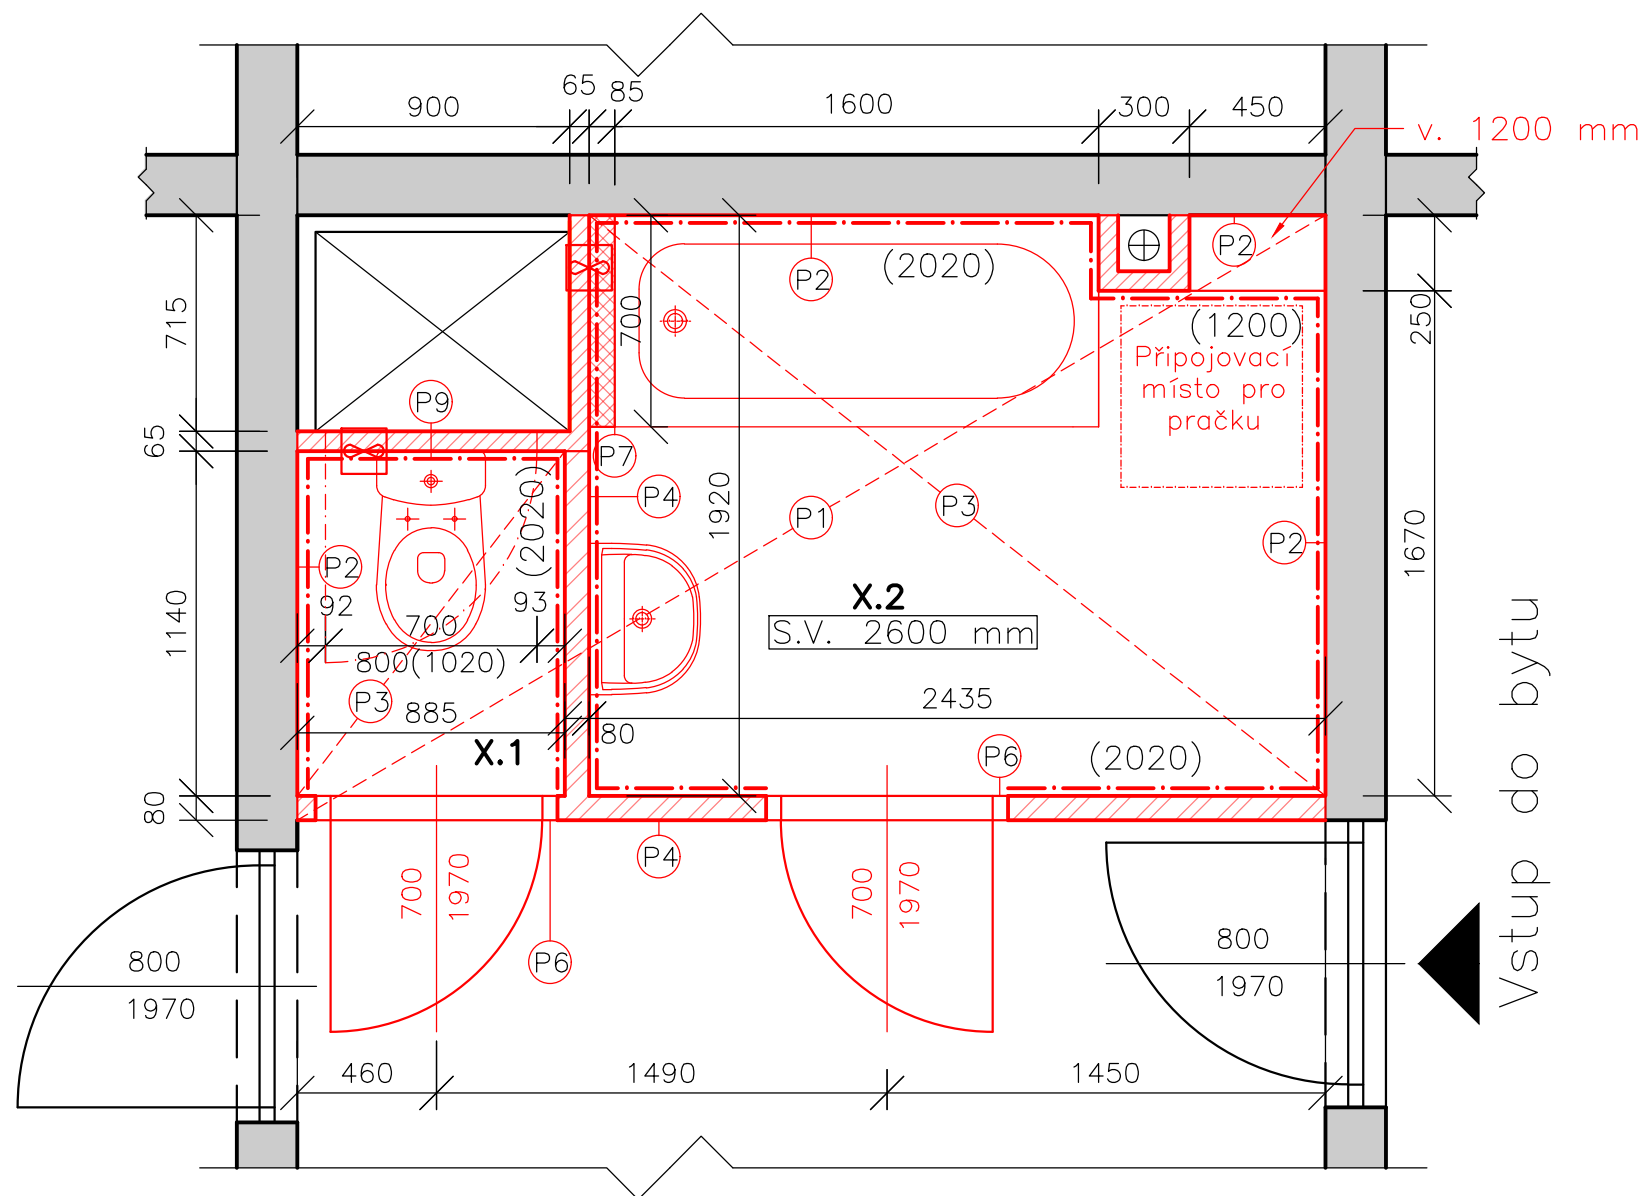 65
85
900
1600
300
450
v. 1200 mm
P2
P2
(2020)
(1200)
Připojovací
místo pro
pračku
700
250
715
P9
65
P7
P4
P1
P3
P2
1920
1670
(2020)
P2
1140
92
93
700
800(1020)
X.2
S.V. 2600 mm
P3
885
2435
80
X.1
P6
(2020)
80
P4
700
1970
700
1970
P6
800
1970
800
1970
Vstup do bytu
460
1490
1450